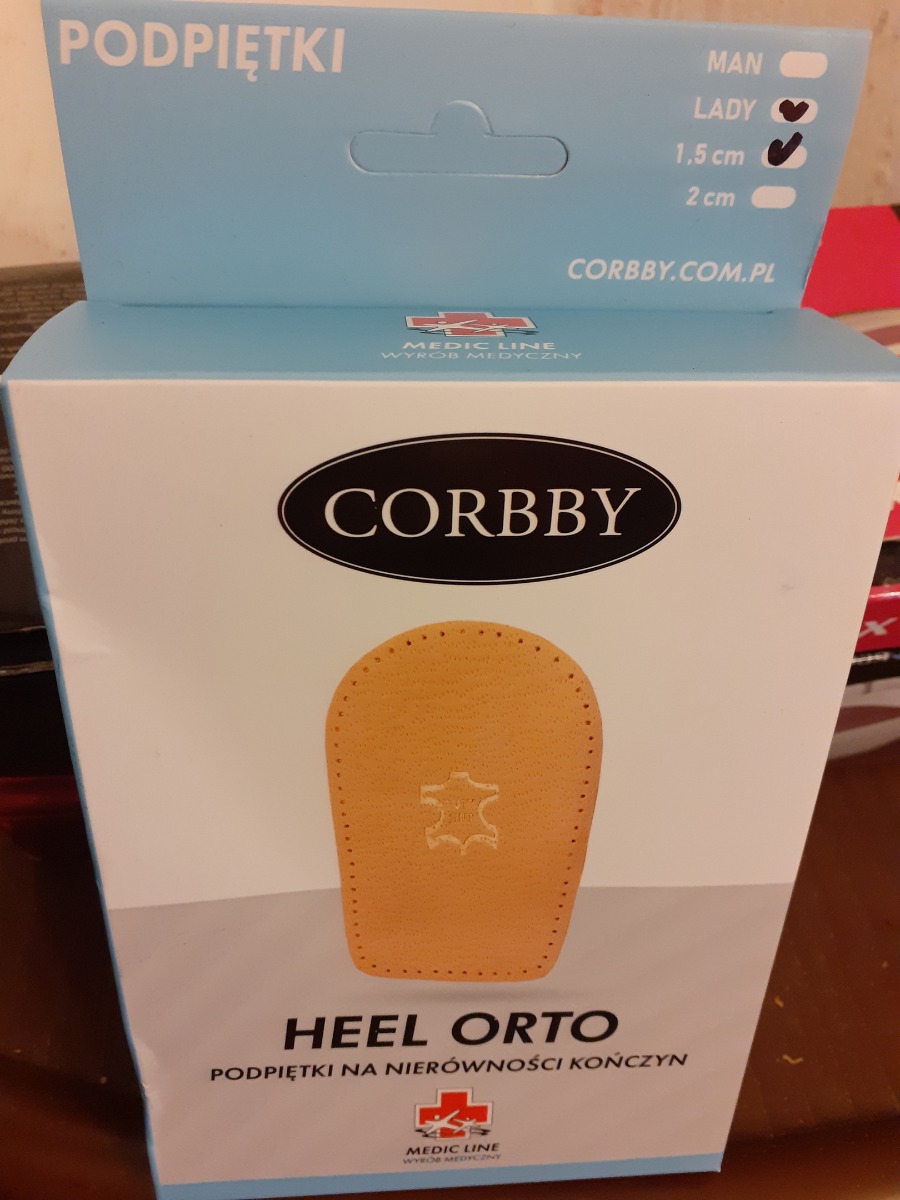 PODPIĘTKI
MAN
LADY
1,5 cm
2 cm
CORBBY.COM.PL
MEDIC LINE
WYRÓB MEDYCZNY
CORBBY
HEEL ORTO
PODPIĘTKI NA NIERÓWNOŚCI KOŃCZYN
MEDIC LINE
WYRÓB MEDYCZNY